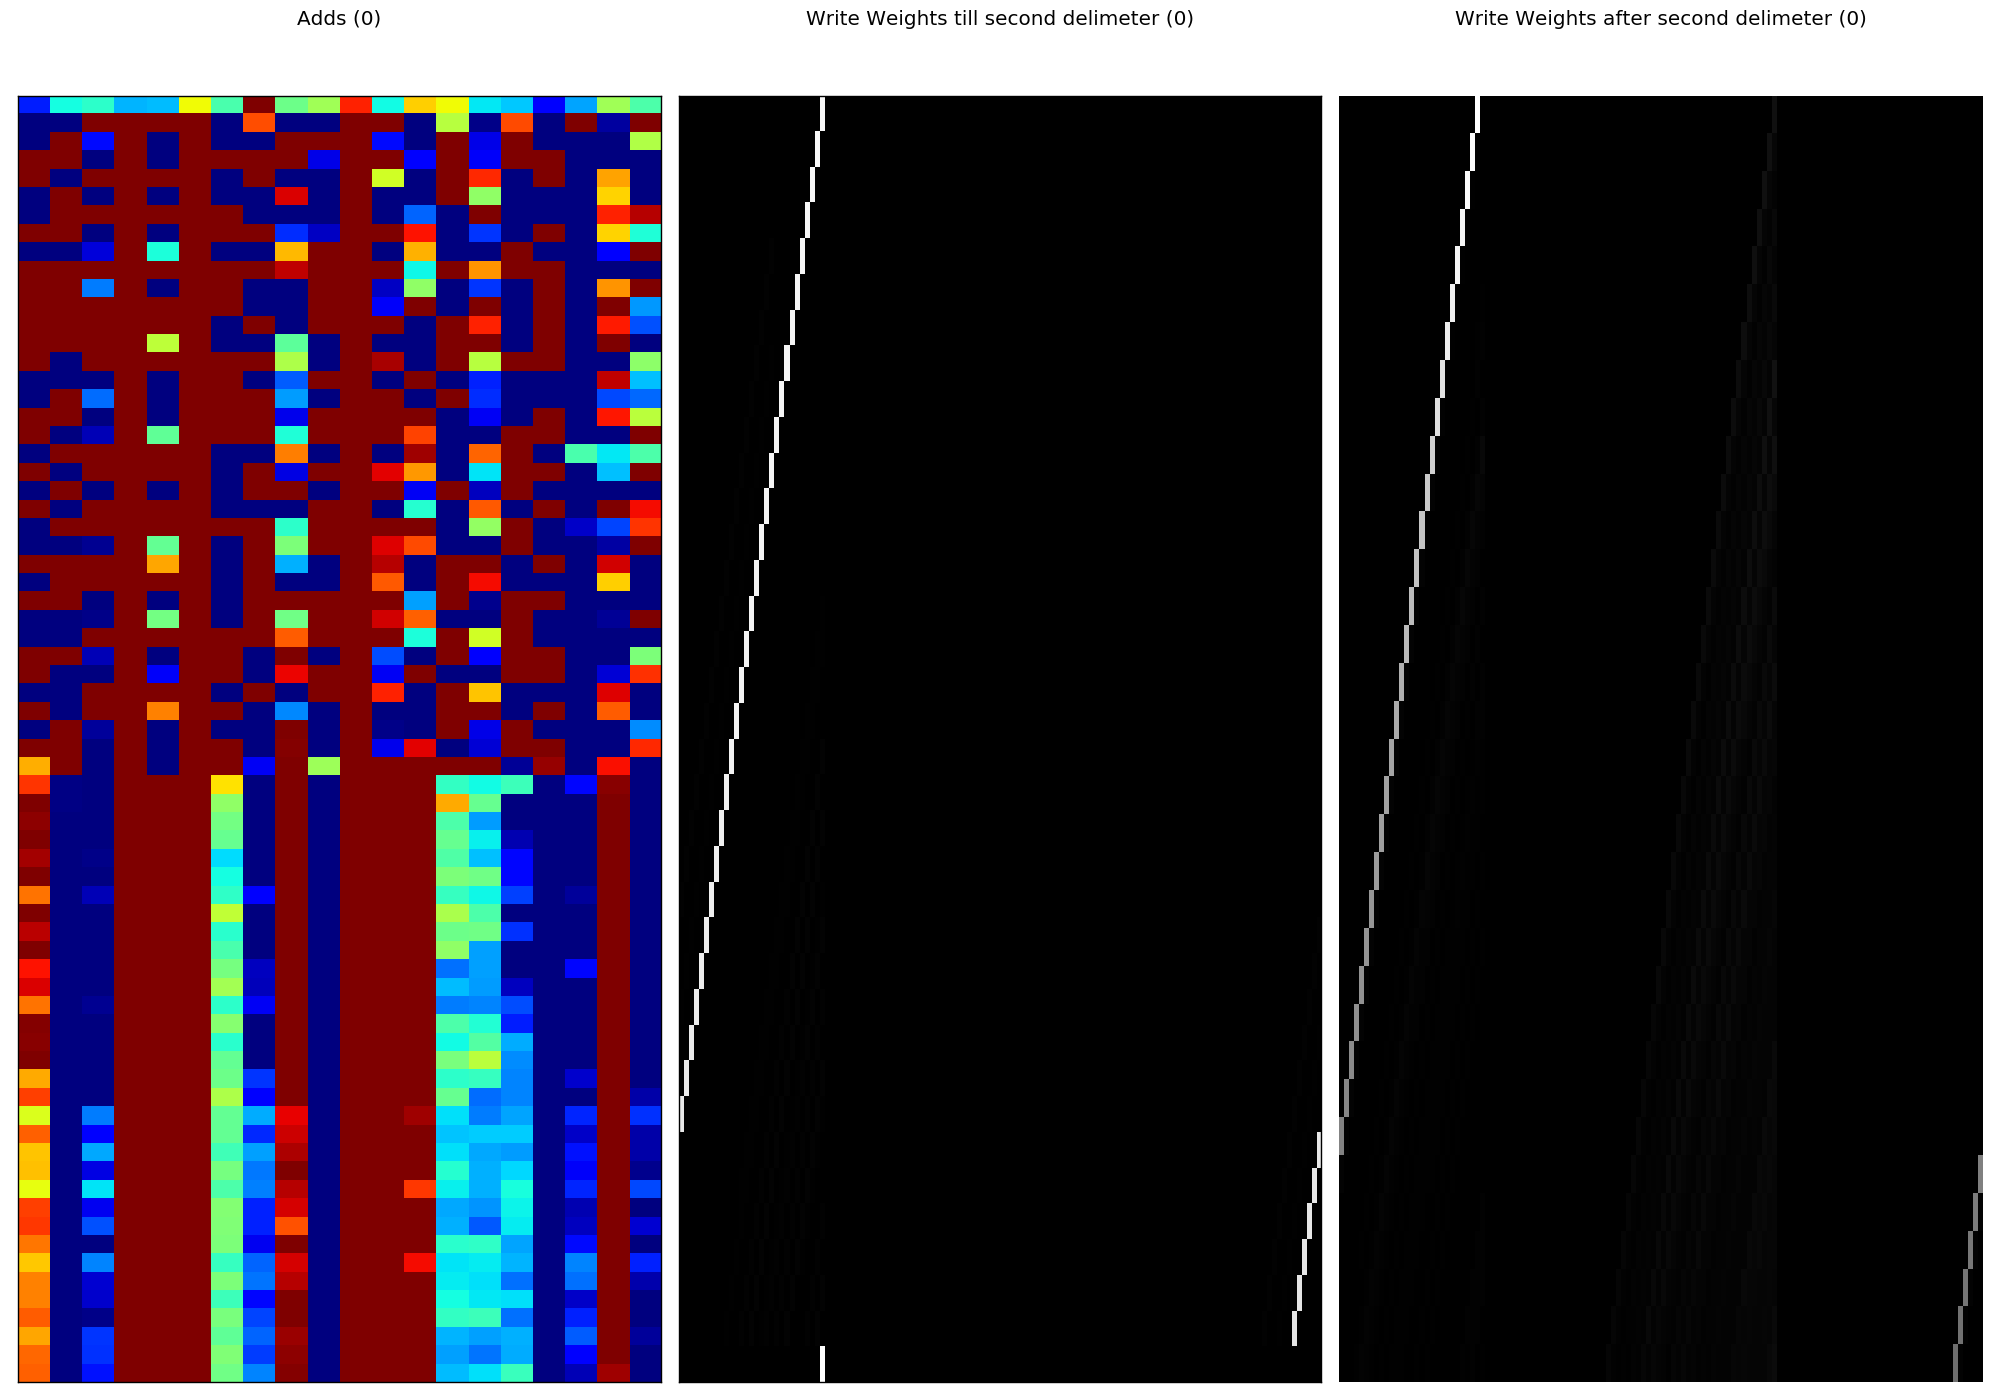 Adds (0)
Write Weights till second delimeter (0)
Write Weights after second delimeter (0)